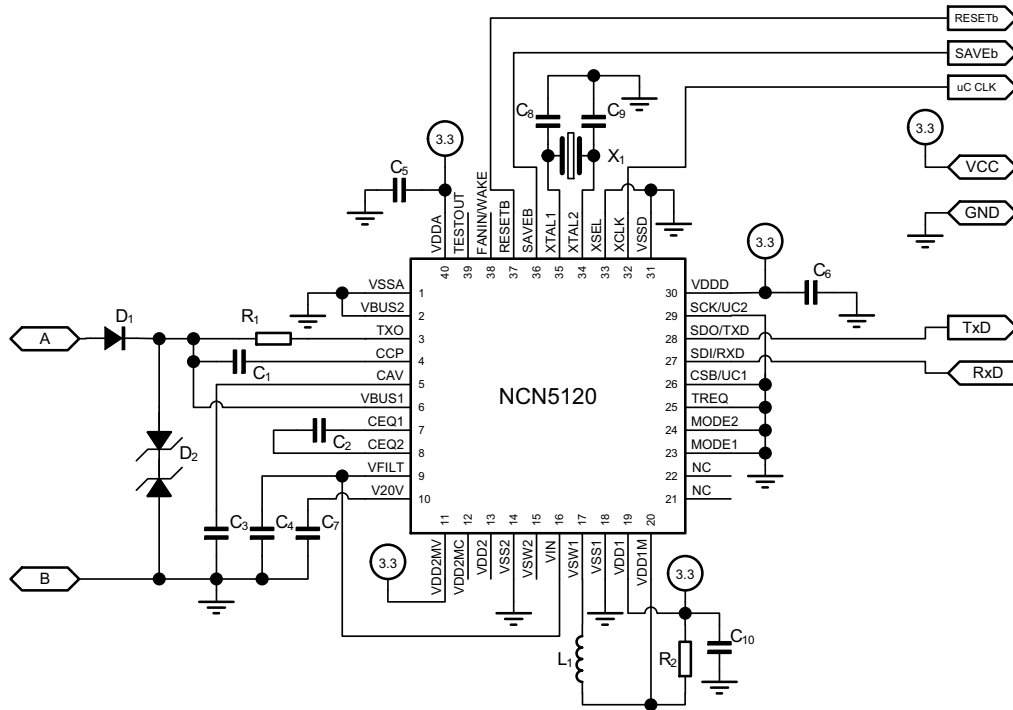 RESETb
SAVEb
uC CLK
C8
C9
X1
3.3
3.3
VCC
GND
C5
VDDA
TESTOUT
FANIN/WAKE
RESETB
SAVEB
XTAL1
XTAL2
XSEL
XCLK
VSSD
40
39
38
37
36
35
34
33
32
31
3.3
C6
VSSA
1
VBUS2
2
TXO
3
CCP
4
CAV
5
VBUS1
6
CEQ1
7
CEQ2
8
VFILT
9
V20V
10
NCN5120
30
VDDD
29
SCK/UC2
28
SDO/TXD
27
SDI/RXD
26
CSB/UC1
25
TREQ
24
MODE2
23
MODE1
22
NC
21
NC
TxD
RxD
A
D1
R1
C1
D2
C2
C3
C4
C7
B
11
12
13
14
15
16
17
18
19
20
VDD2MV
VDD2MC
VDD2
VSS2
VSW2
VIN
VSW1
VSS1
VDD1
VDD1M
3.3
3.3
L1
R2
C10